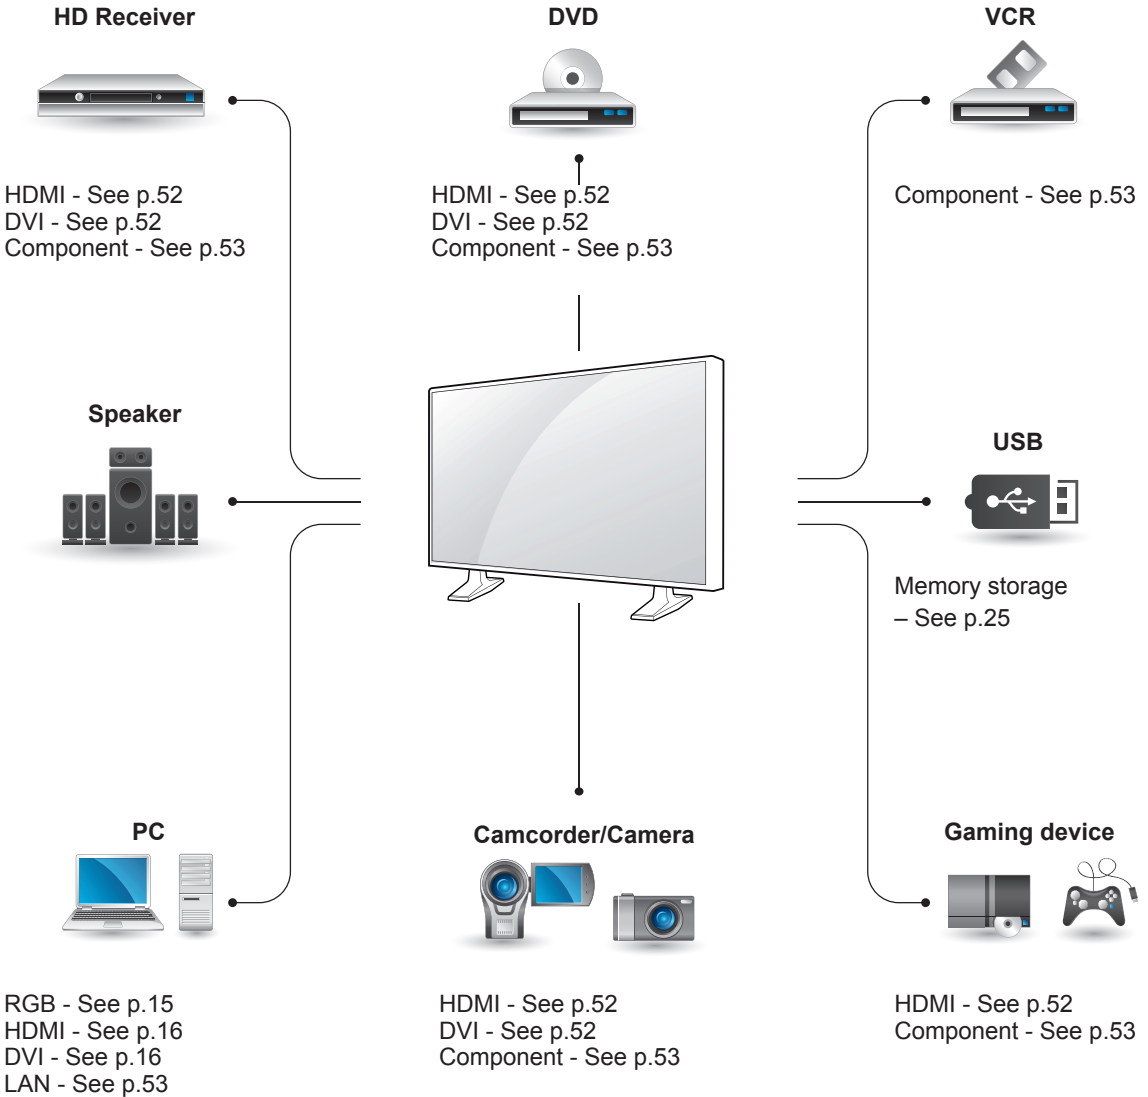 HD Receiver
HDMI - See p.52
DVI - See p.52
Component - See p.53
DVD
HDMI - See p.52
DVI - See p.52
Component - See p.53
VCR
Component - See p.53
Speaker
USB
Memory storage
– See p.25
PC
RGB - See p.15
HDMI - See p.16
DVI - See p.16
LAN - See p.53
Camcorder/Camera
HDMI - See p.52
DVI - See p.52
Component - See p.53
Gaming device
HDMI - See p.52
Component - See p.53